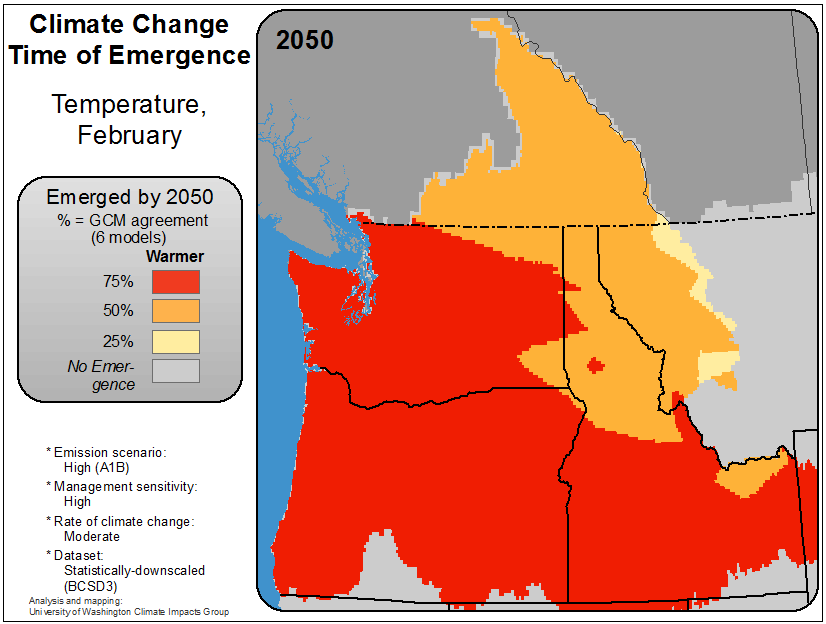 Climate Change
Time of Emergence
Temperature,
February
Emerged by 2050
% = GCM agreement
(6 models)
Warmer
75%
50%
25%
No Emer-
gence
* Emission scenario:
High (A1B)
* Management sensitivity:
High
* Rate of climate change:
Moderate
* Dataset:
Statistically-downscaled
(BCSD3)
Analysis and mapping:
University of Washington Climate Impacts Group
2050